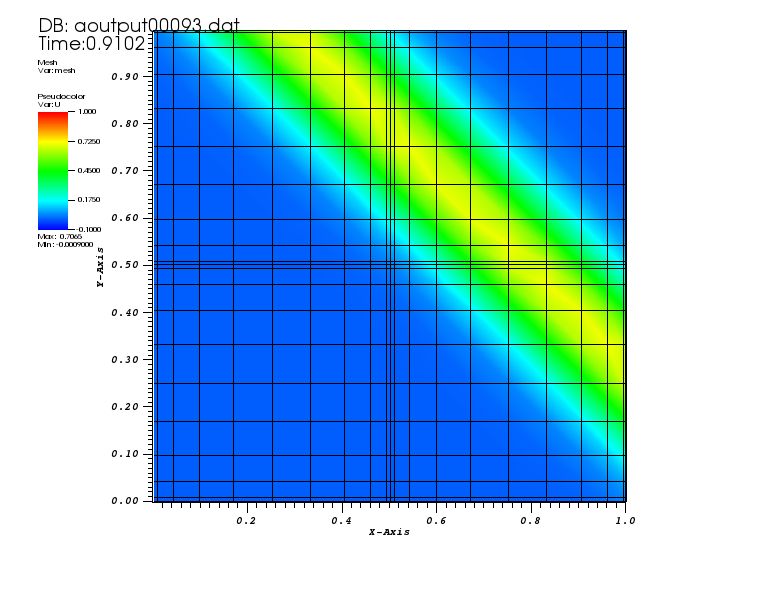 DB: aoutput00093.dat
Time:0.9102
Mesh
Var: mesh
Pseudocolor
Var: U
1.000
0.7250
0.4500
0.1750
-0.1000
Max: 0.7065
Min: -0.0009000
Y-Axis
0.90
0.80
0.70
0.60
0.50
0.40
0.30
0.20
0.10
0.00
0.2 0.4 0.6 0.8 1.0
X-Axis